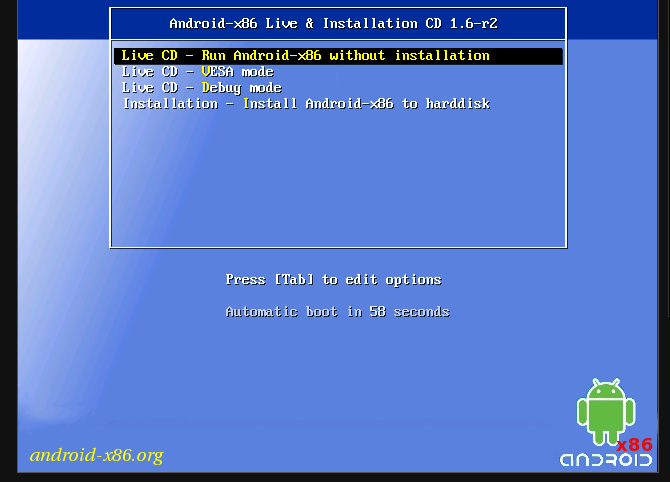 Android-x86 Live & Installation CD 1.6-r2
Live CD - Run Android-x86 without installation
Live CD - VESA mode
Live CD - Debug mode
Installation - Install Android-x86 to harddisk
Press [Tab] to edit options
Automatic boot in 58 seconds
x86
android-x86.org
ANDROID